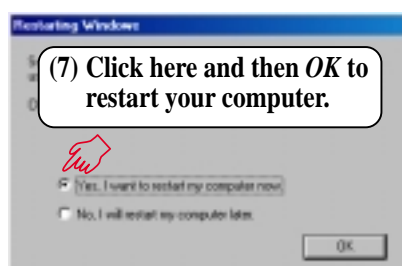 Restarting Windows
(7) Click here and then OK to
restart your computer.
Yes, I want to restart my computer now.
No, I will restart my computer later.
OK